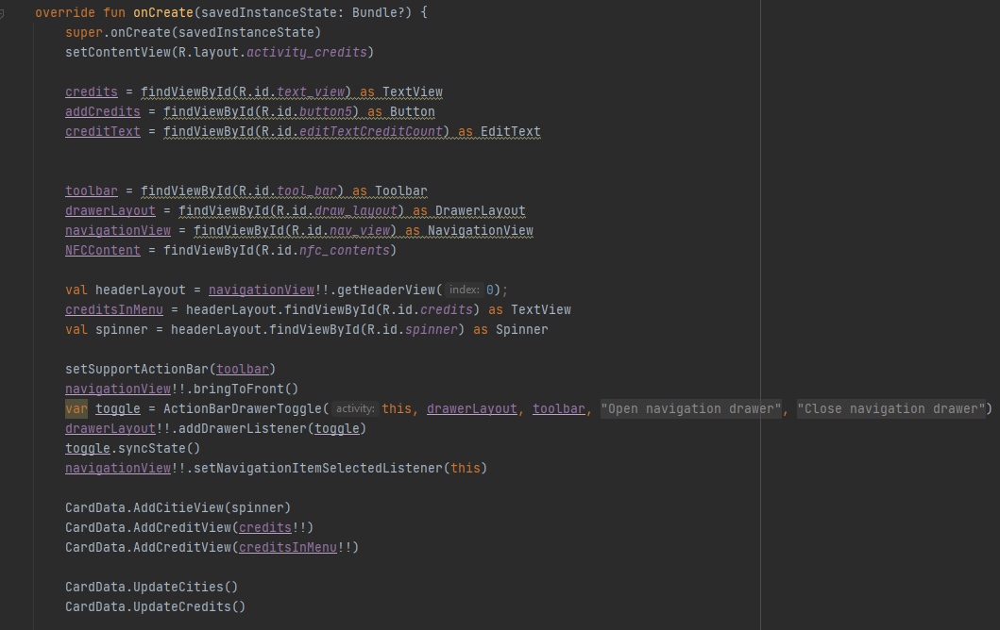 override fun onCreate(savedInstanceState: Bundle?) {
super.onCreate(savedInstanceState)
setContentView(R.layout.activity_credits)
credits = findViewById(R.id.text_view) as TextView
addCredits = findViewById(R.id.button5) as Button
creditText = findViewById(R.id.editTextCreditCount) as EditText
toolbar = findViewById(R.id.tool_bar) as Toolbar
drawerLayout = findViewById(R.id.draw_layout) as DrawerLayout
navigationView = findViewById(R.id.nav_view) as NavigationView
NFCContent = findViewById(R.id.nfc_contents)
val headerLayout = navigationView!!.getHeaderView( index: 0);
creditsInMenu = headerLayout.findViewById(R.id.credits) as TextView
val spinner = headerLayout.findViewById(R.id.spinner) as Spinner
setSupportActionBar(toolbar)
navigationView!!.bringToFront()
var toggle = ActionBarDrawerToggle( activity: this, drawerLayout, toolbar, "Open navigation drawer", "Close navigation drawer")
drawerLayout!!.addDrawerListener(toggle)
toggle.syncState()
navigationView!!.setNavigationItemSelectedListener(this)
CardData.AddCitieView(spinner)
CardData.AddCreditView(credits!!)
CardData.AddCreditView(creditsInMenu!!)
CardData.UpdateCities()
CardData.UpdateCredits()